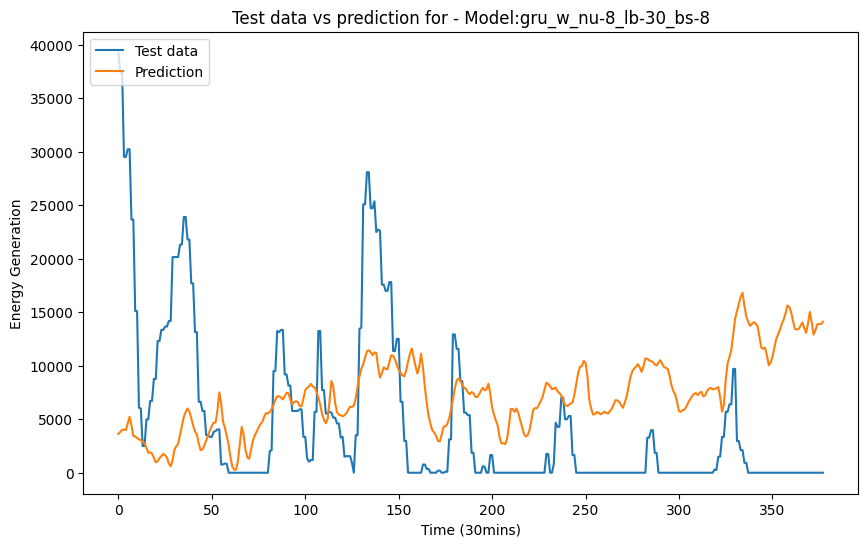 Test data vs prediction for - Model:gru_w_nu-8_lb-30_bs-8
Test data
Prediction
40000
35000
30000
25000
20000
15000
10000
5000
0
Energy Generation
0 50 100 150 200 250 300 350
Time (30mins)